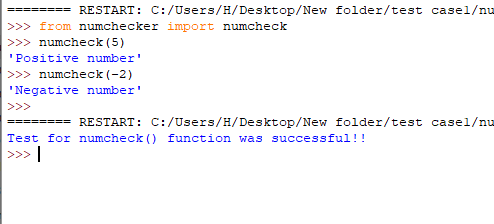 ======== RESTART: C:/Users/H/Desktop/New folder/test case1/nu
>>> from numchecker import numcheck
>>> numcheck(5)
'Positive number'
>>> numcheck(-2)
'Negative number'
>>>
======== RESTART: C:/Users/H/Desktop/New folder/test case1/nu
Test for numcheck() function was successful!!
>>>